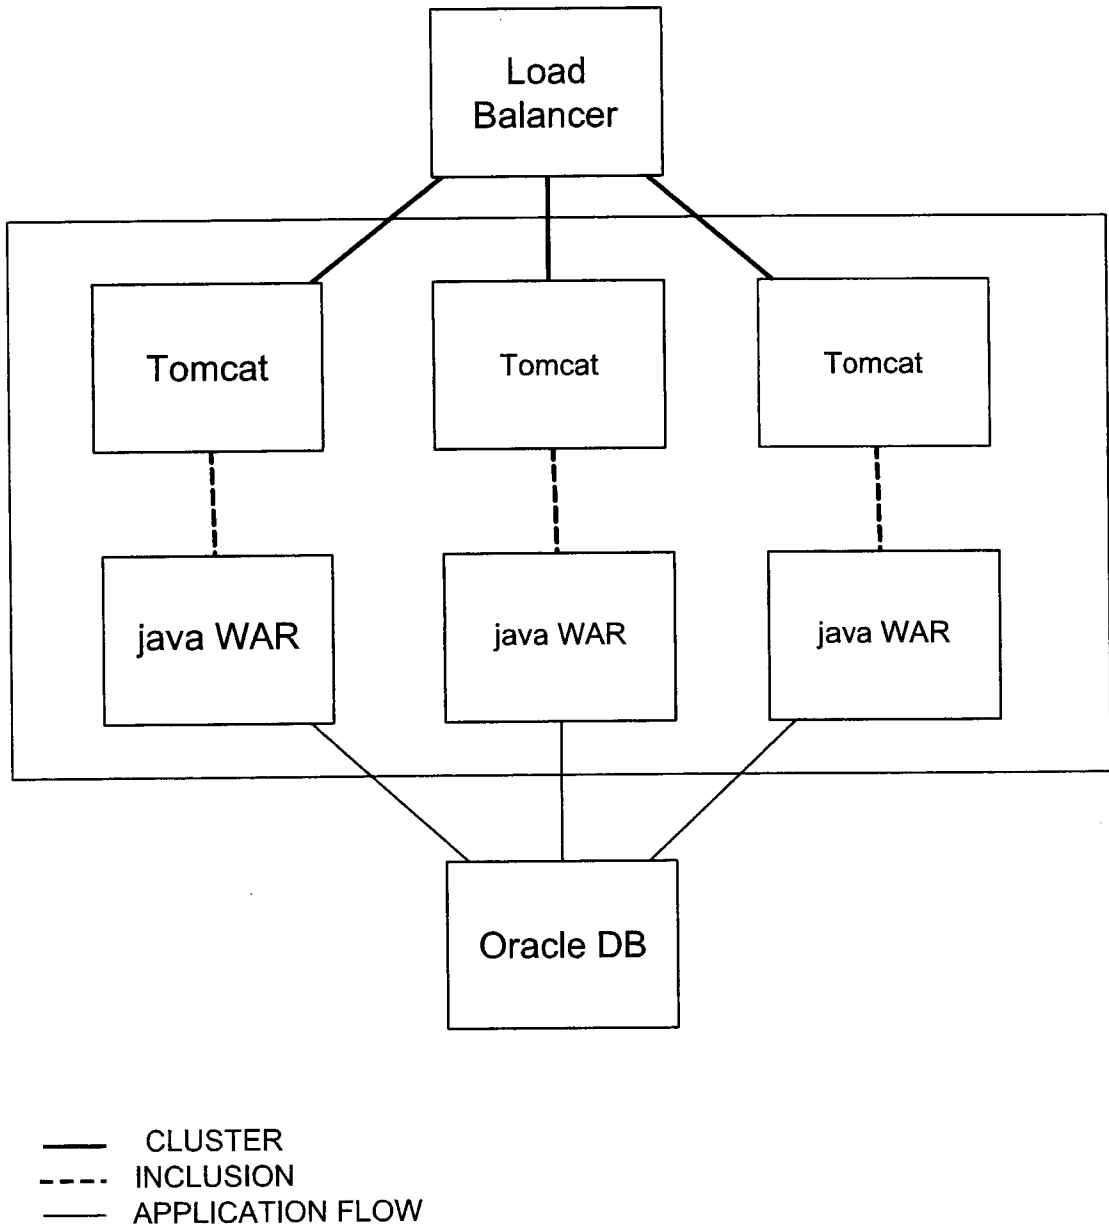 Load
Balancer
Tomcat
Tomcat
Tomcat
java WAR
java WAR
java WAR
Oracle DB
CLUSTER
INCLUSION
APPLICATION FLOW